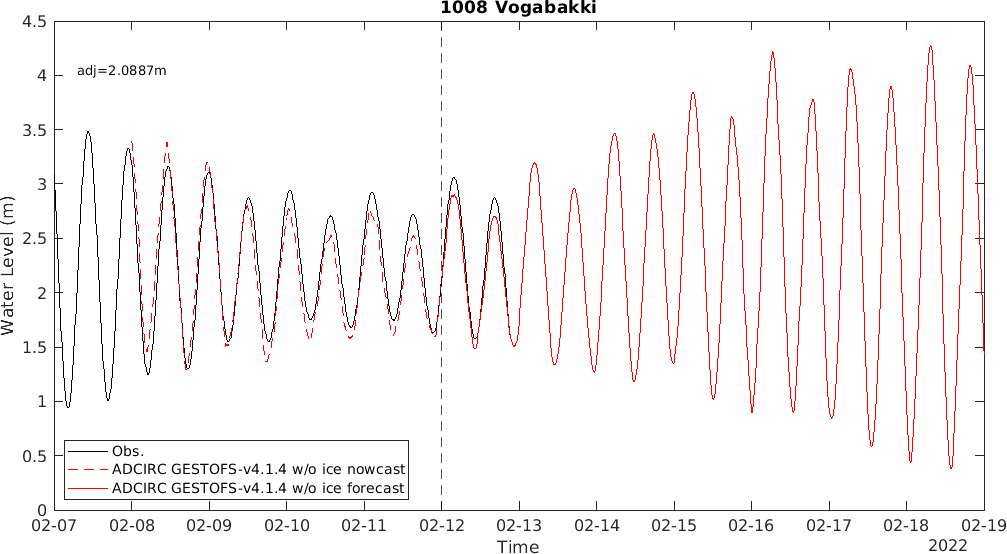 1008 Vogabakki
4.5
4
3.5
3
2.5
2
1.5
1
0.5
0
Water Level (m)
adj=2.0887m
Obs.
ADCIRC GESTOFS-v4.1.4 w/o ice nowcast
ADCIRC GESTOFS-v4.1.4 w/o ice forecast
02-07 02-08 02-09 02-10 02-11 02-12 02-13 02-14 02-15 02-16 02-17 02-18 02-19
Time
2022